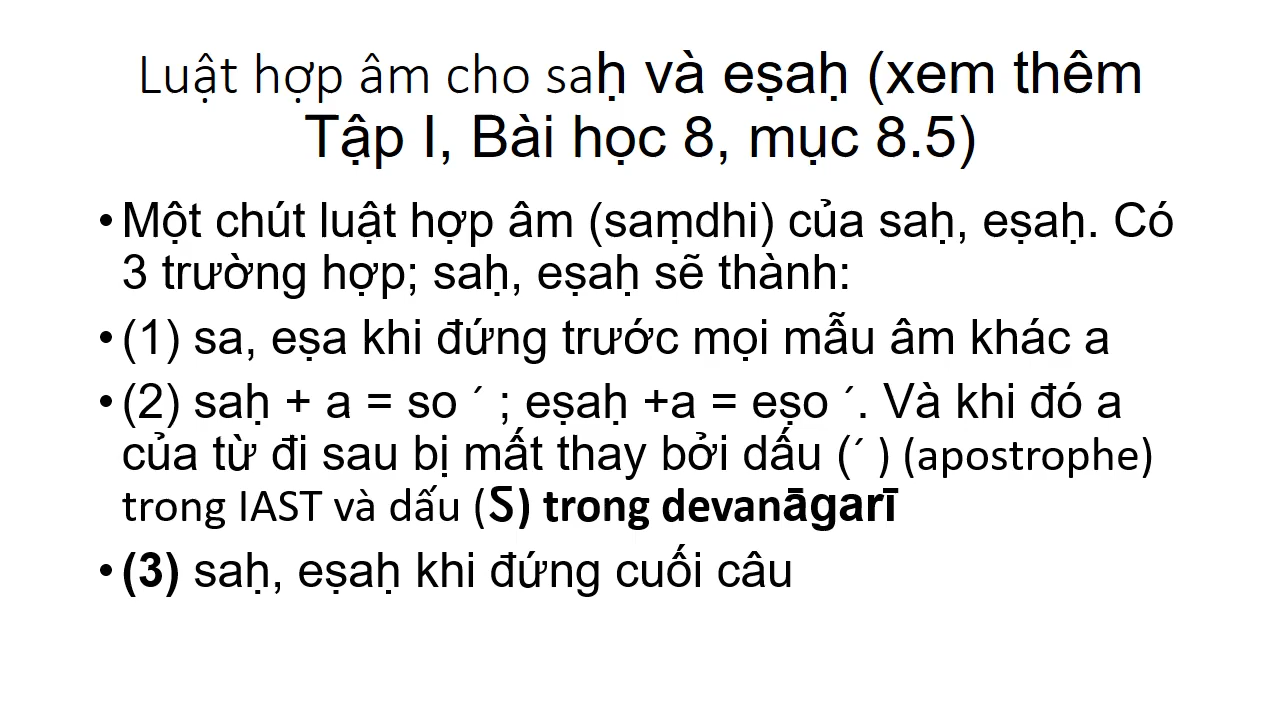 Luật hợp âm cho saḥ và eṣaḥ (xem thêm
Tập I, Bài học 8, mục 8.5)
• Một chút luật hợp âm (saṃdhi) của saḥ, eṣaḥ. Có
3 trường hợp; saḥ, eṣaḥ sẽ thành:
• (1) sa, eṣa khi đứng trước mọi mẫu âm khác a
• (2) saḥ + a = so ´ ; eṣaḥ +a = eṣo ´. Và khi đó a
của từ đi sau bị mất thay bởi dấu (´ ) (apostrophe)
trong IAST và dấu (ऽ) trong devanāgarī
• (3) saḥ, eṣaḥ khi đứng cuối câu